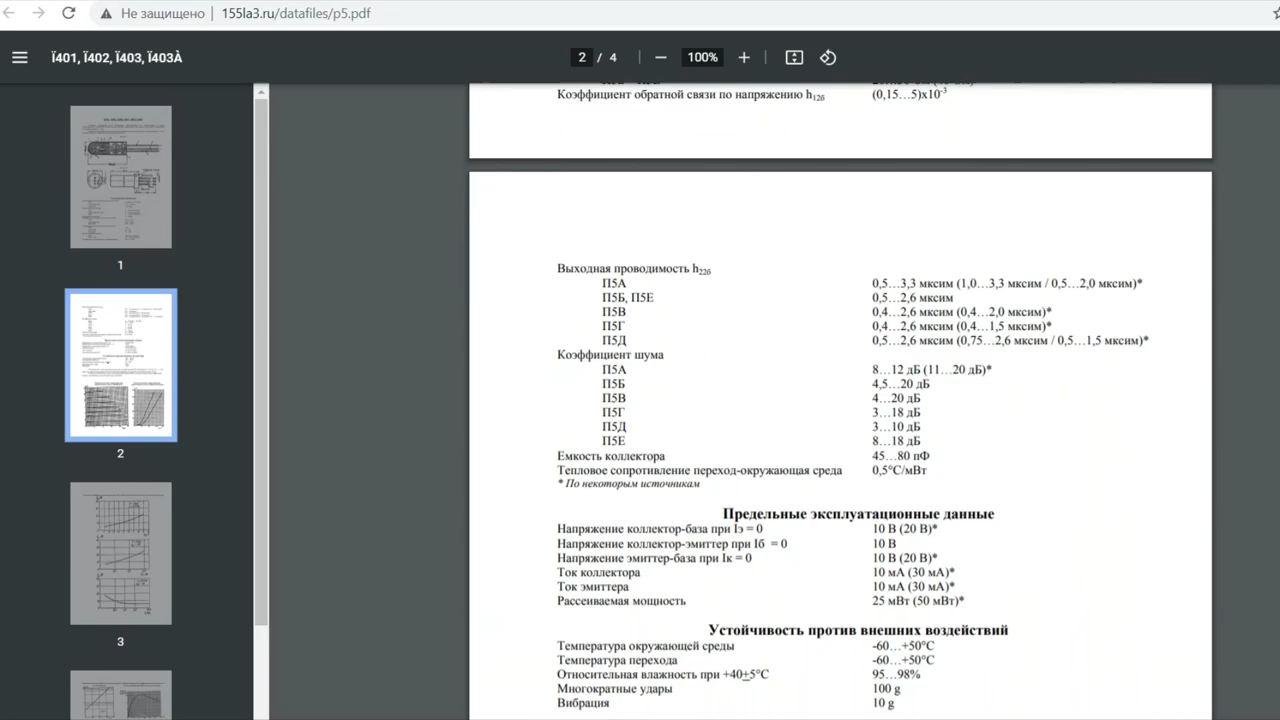 Не защищено | 155la3.ru/datafiles/p5.pdf
Ï401, Ï402, Ï403, Ï403À
2 / 4
100%
1
2
3
Коэффициент обратной связи по напряжению h12б (0,15…5)x10-3
Выходная проводимость h22б
П5А 0,5…3,3 мксим (1,0…3,3 мксим / 0,5…2,0 мксим)*
П5Б, П5Е 0,5…2,6 мксим
П5В 0,4…2,6 мксим (0,4…2,0 мксим)*
П5Г 0,4…2,6 мксим (0,4…1,5 мксим)*
П5Д 0,5…2,6 мксим (0,75…2,6 мксим / 0,5…1,5 мксим)*
Коэффициент шума
П5А 8…12 дБ (11…20 дБ)*
П5Б 4,5…20 дБ
П5В 4…20 дБ
П5Г 3…18 дБ
П5Д 3…10 дБ
П5Е 8…18 дБ
Емкость коллектора 45…80 пФ
Тепловое сопротивление переход-окружающая среда 0,5°С/мВт
* По некоторым источникам
Предельные эксплуатационные данные
Напряжение коллектор-база при Iэ = 0 10 В (20 В)*
Напряжение коллектор-эмиттер при Iб = 0 10 В
Напряжение эмиттер-база при Iк = 0 10 В (20 В)*
Ток коллектора 10 мА (30 мА)*
Ток эмиттера 10 мА (30 мА)*
Рассеиваемая мощность 25 мВт (50 мВт)*
Устойчивость против внешних воздействий
Температура окружающей среды -60…+50°С
Температура перехода -60…+50°С
Относительная влажность при +40±5°С 95…98%
Многократные удары 100 g
Вибрация 10 g